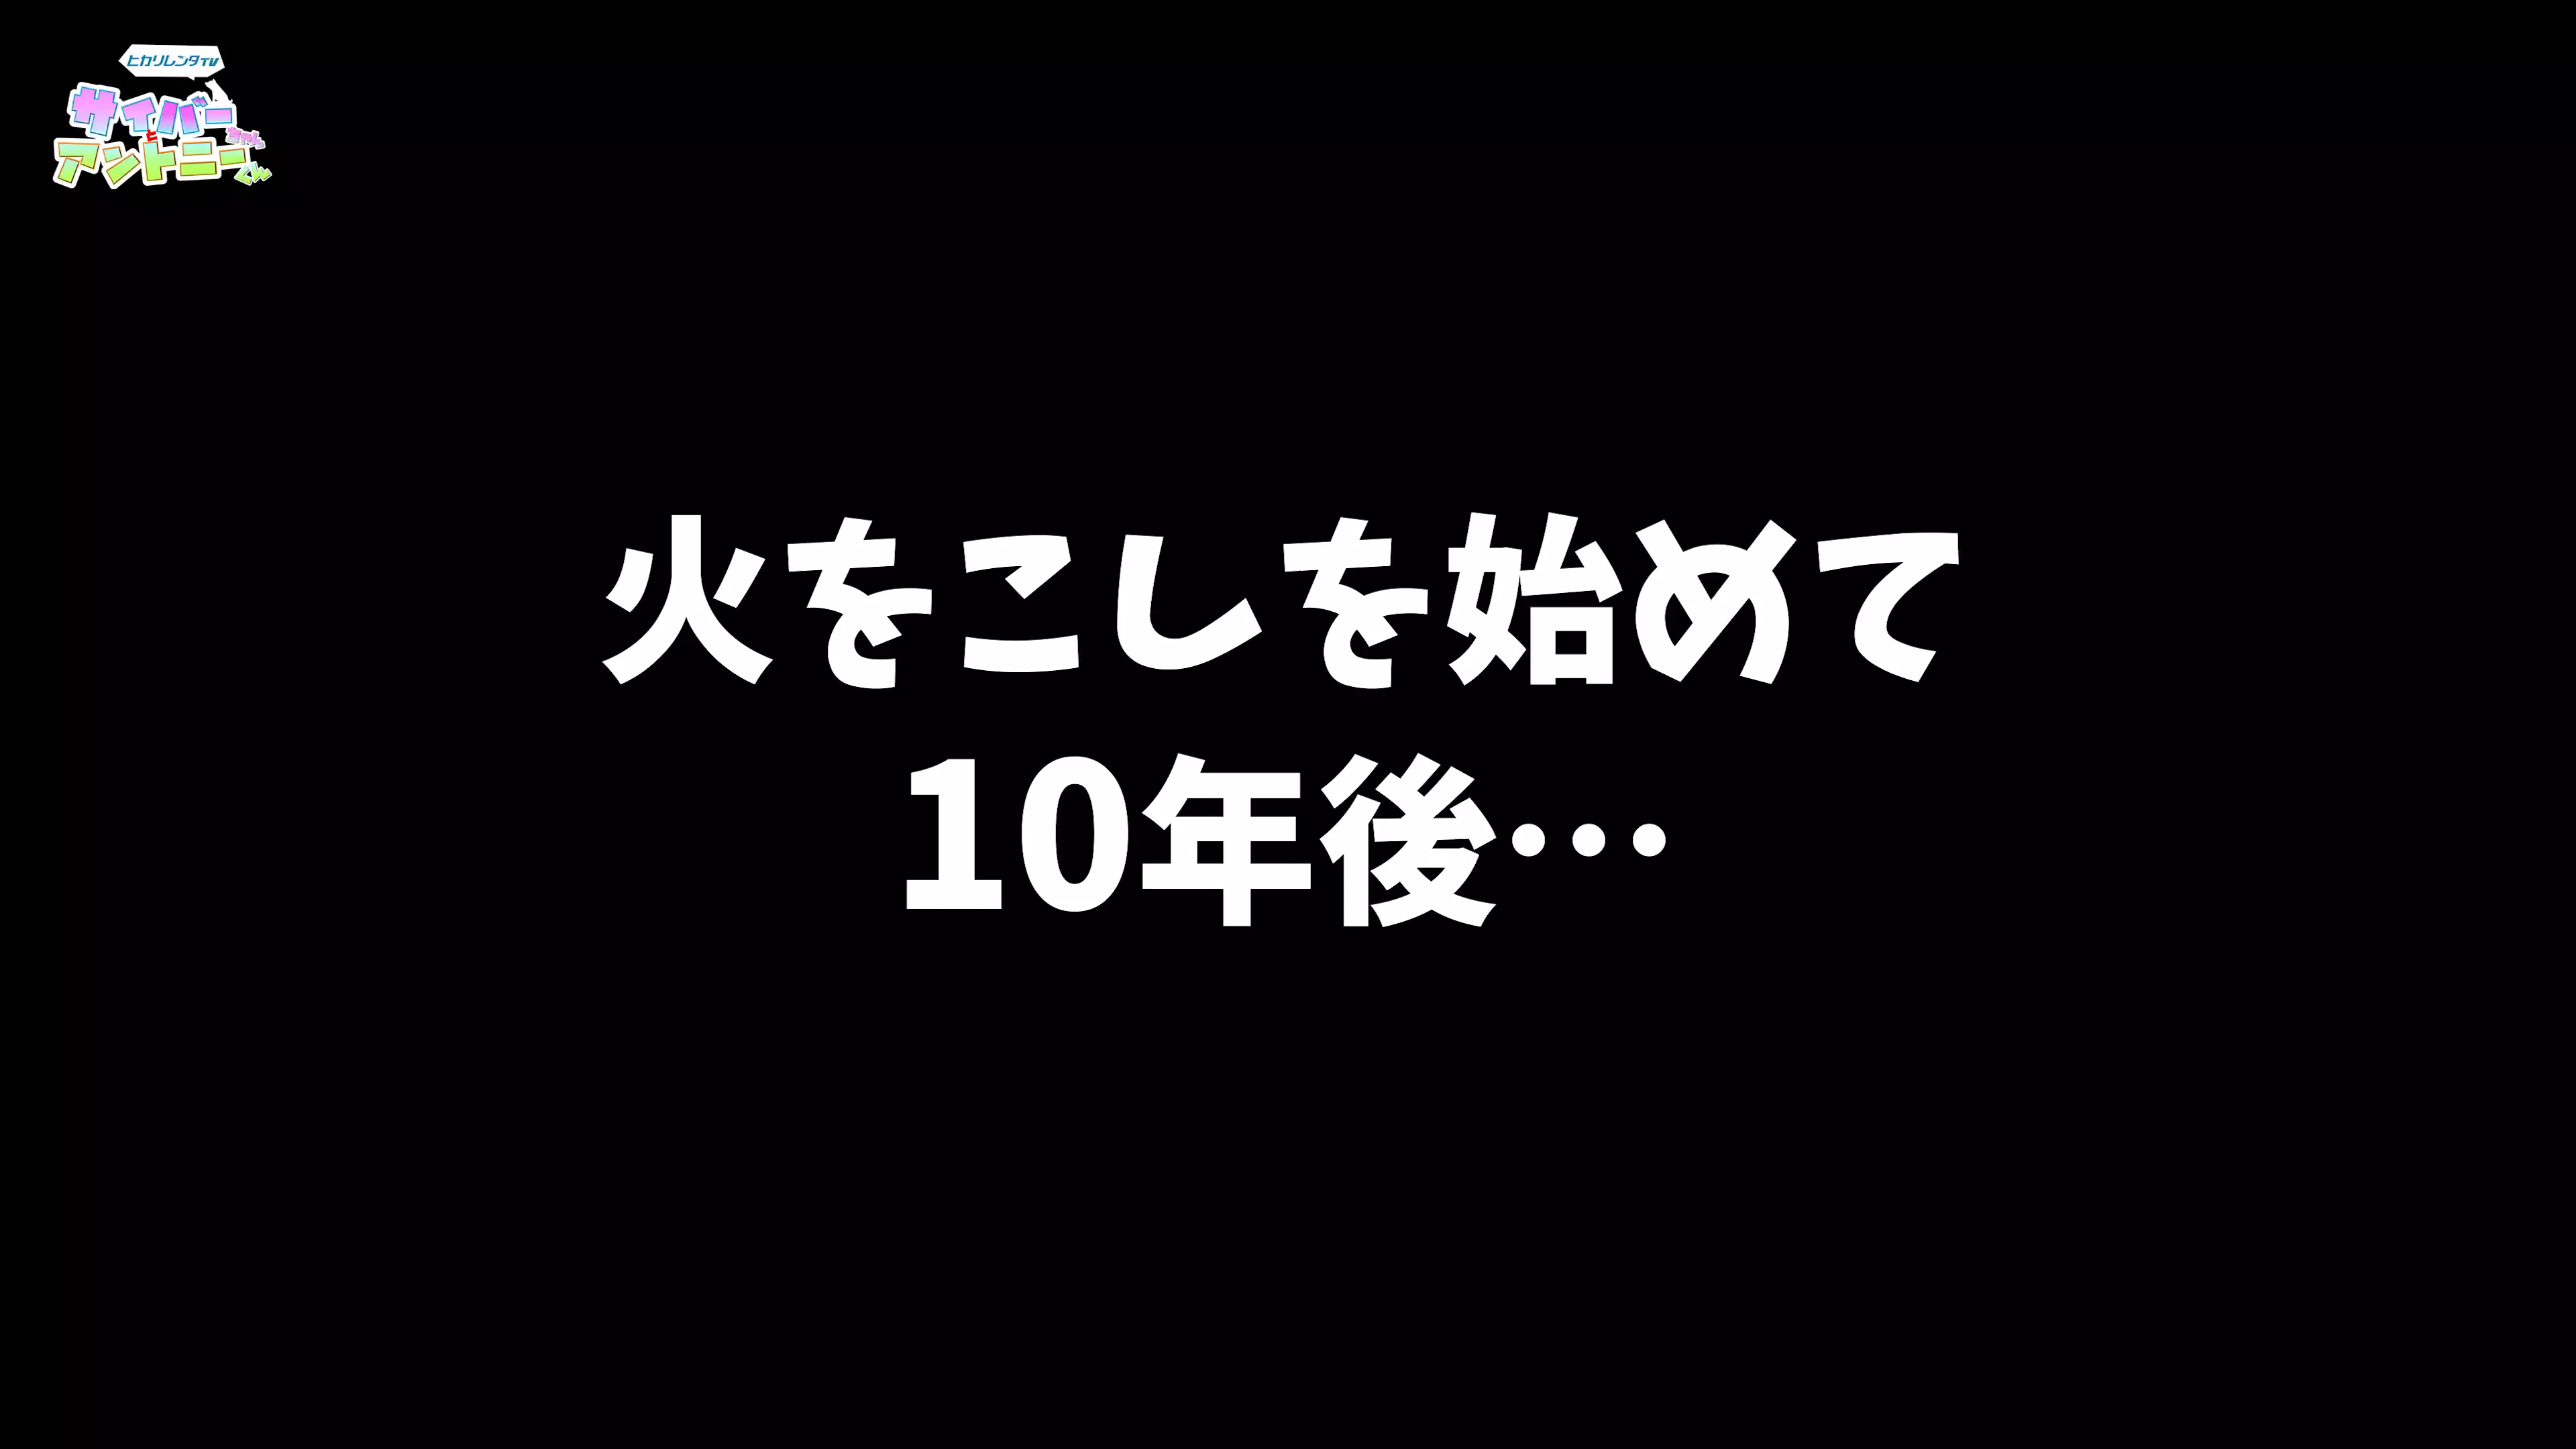 ヒカリレンタTV
サイバーちゃん
と
アントニーくん
火をこしを始めて
10年後…